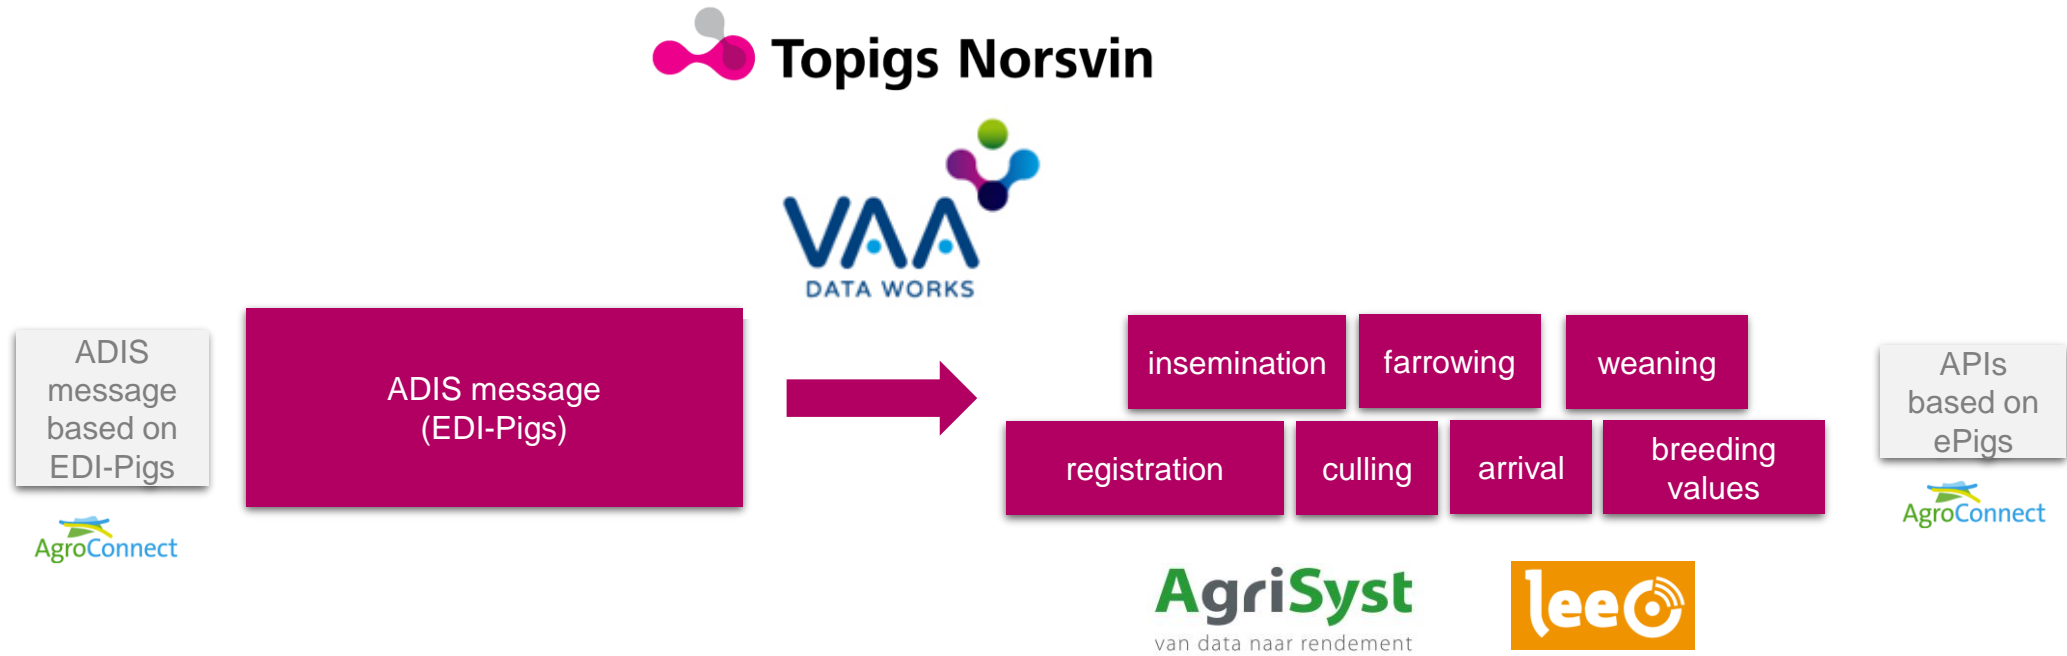 Topigs Norsvin
VAA
DATA WORKS
ADIS
message
based on
EDI-Pigs
AgroConnect
ADIS message
(EDI-Pigs)
insemination
farrowing
weaning
registration
culling
arrival
breeding
values
APIs
based on
ePigs
AgroConnect
AgriSyst
van data naar rendement
leeO